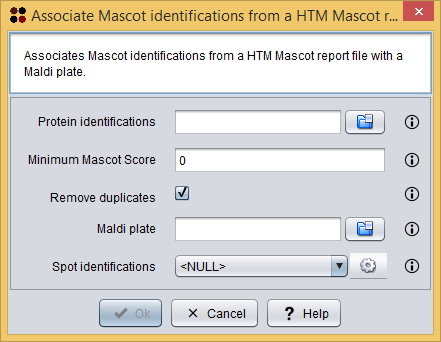 Associate Mascot identifications from a HTM Mascot r...
Associates Mascot identifications from a HTM Mascot report file with a
Maldi plate.
Protein identifications
Minimum Mascot Score 0
Remove duplicates
Maldi plate
Spot identifications <NULL>
Ok Cancel Help